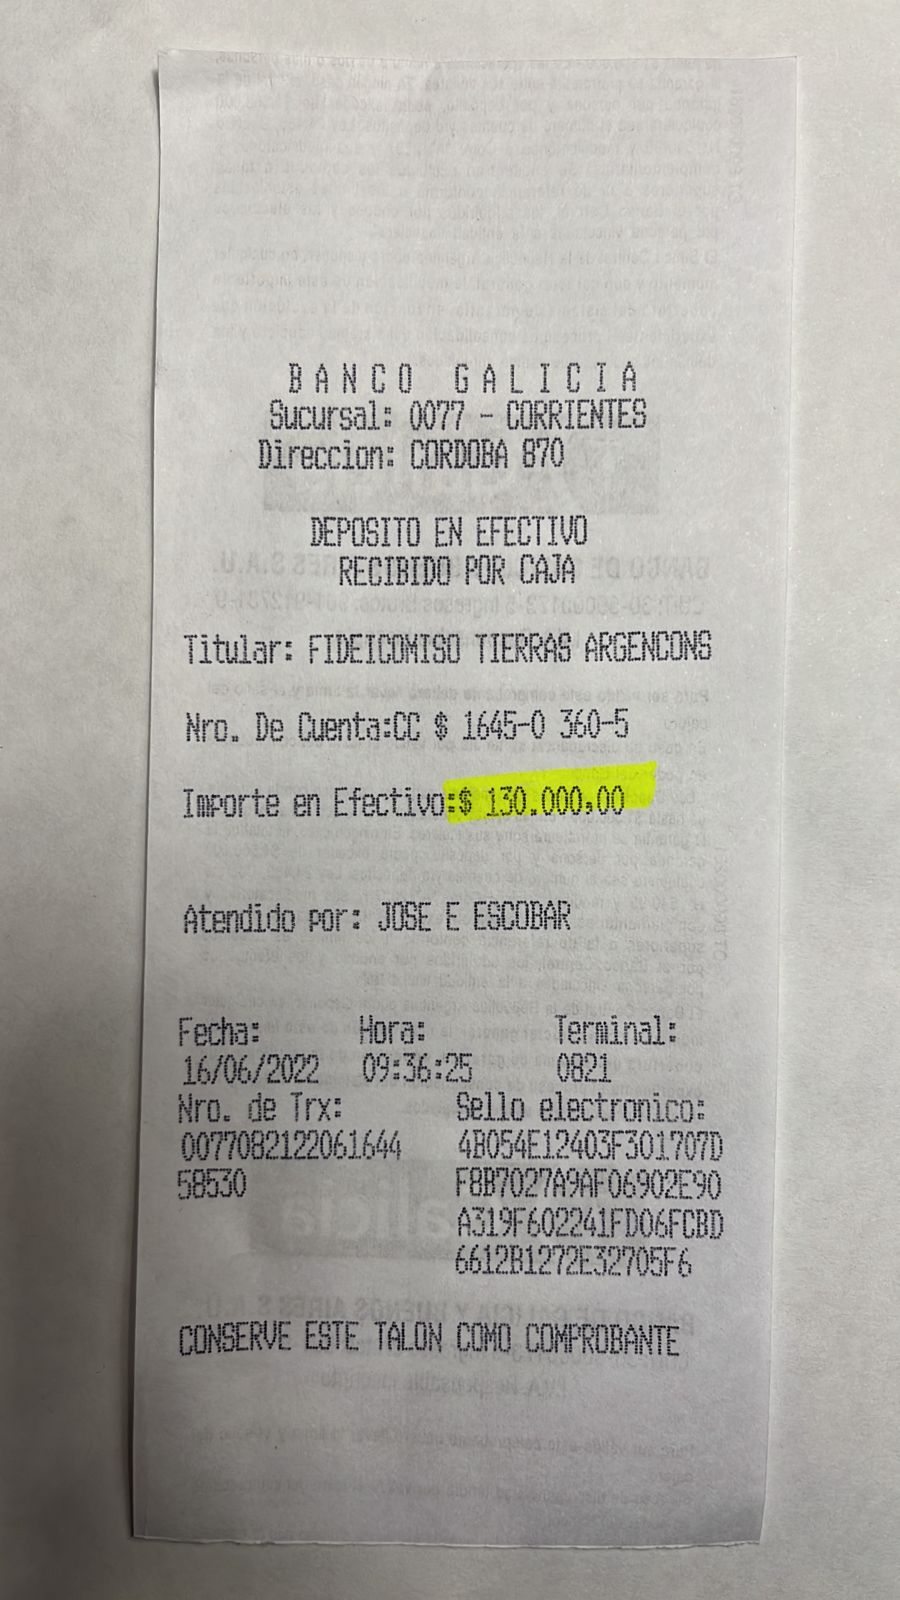 BANCO GALICIA
Sucursal: 0077 - CORRIENTES
Direccion: CORDOBA 870
DEPOSITO EN EFECTIVO
RECIBIDO POR CAJA
Titular: FIDEICOMISO TIERRAS ARGENCONS
Nro. De Cuenta:CC $ 1645-0 360-5
Importe en Efectivo:$ 130.000,00
Atendido por: JOSE E ESCOBAR
Fecha: Hora: Terminal:
16/06/2022 09:36:25 0821
Nro. de Trx: Sello electronico:
0077082122061644 4B054E12403F301707D
58530 F8B7027A9AF06902E90
A319F602241FD06FCBD
6612B1272E32705F6
CONSERVE ESTE TALON COMO COMPROBANTE